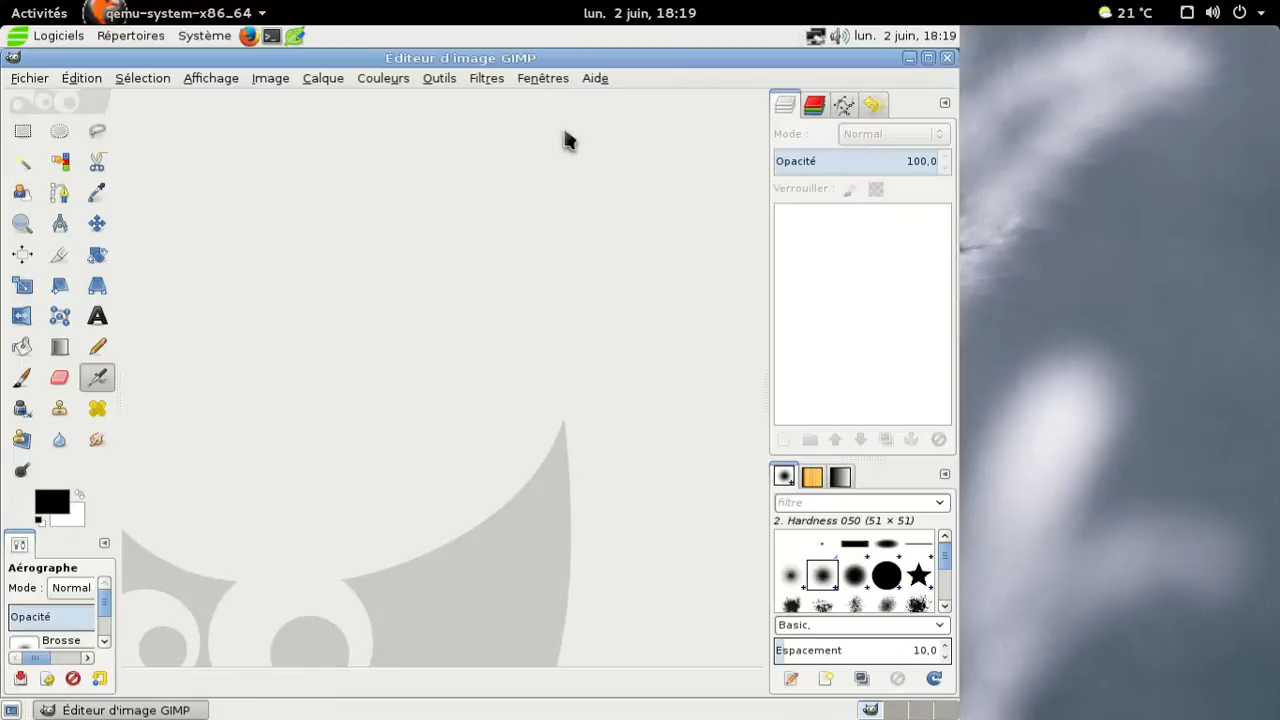 Activités qemu-system-x86_64 lun. 2 juin, 18:19 21 °C
Logiciels Répertoires Système lun. 2 juin, 18:19
Éditeur d'image GIMP
Fichier Édition Sélection Affichage Image Calque Couleurs Outils Filtres Fenêtres Aide
Mode : Normal
Opacité 100,0
Verrouiller :
filtre
2. Hardness 050 (51 × 51)
Aérographe
Mode : Normal
Opacité
Brosse
Basic,
Espacement 10,0
Éditeur d'image GIMP